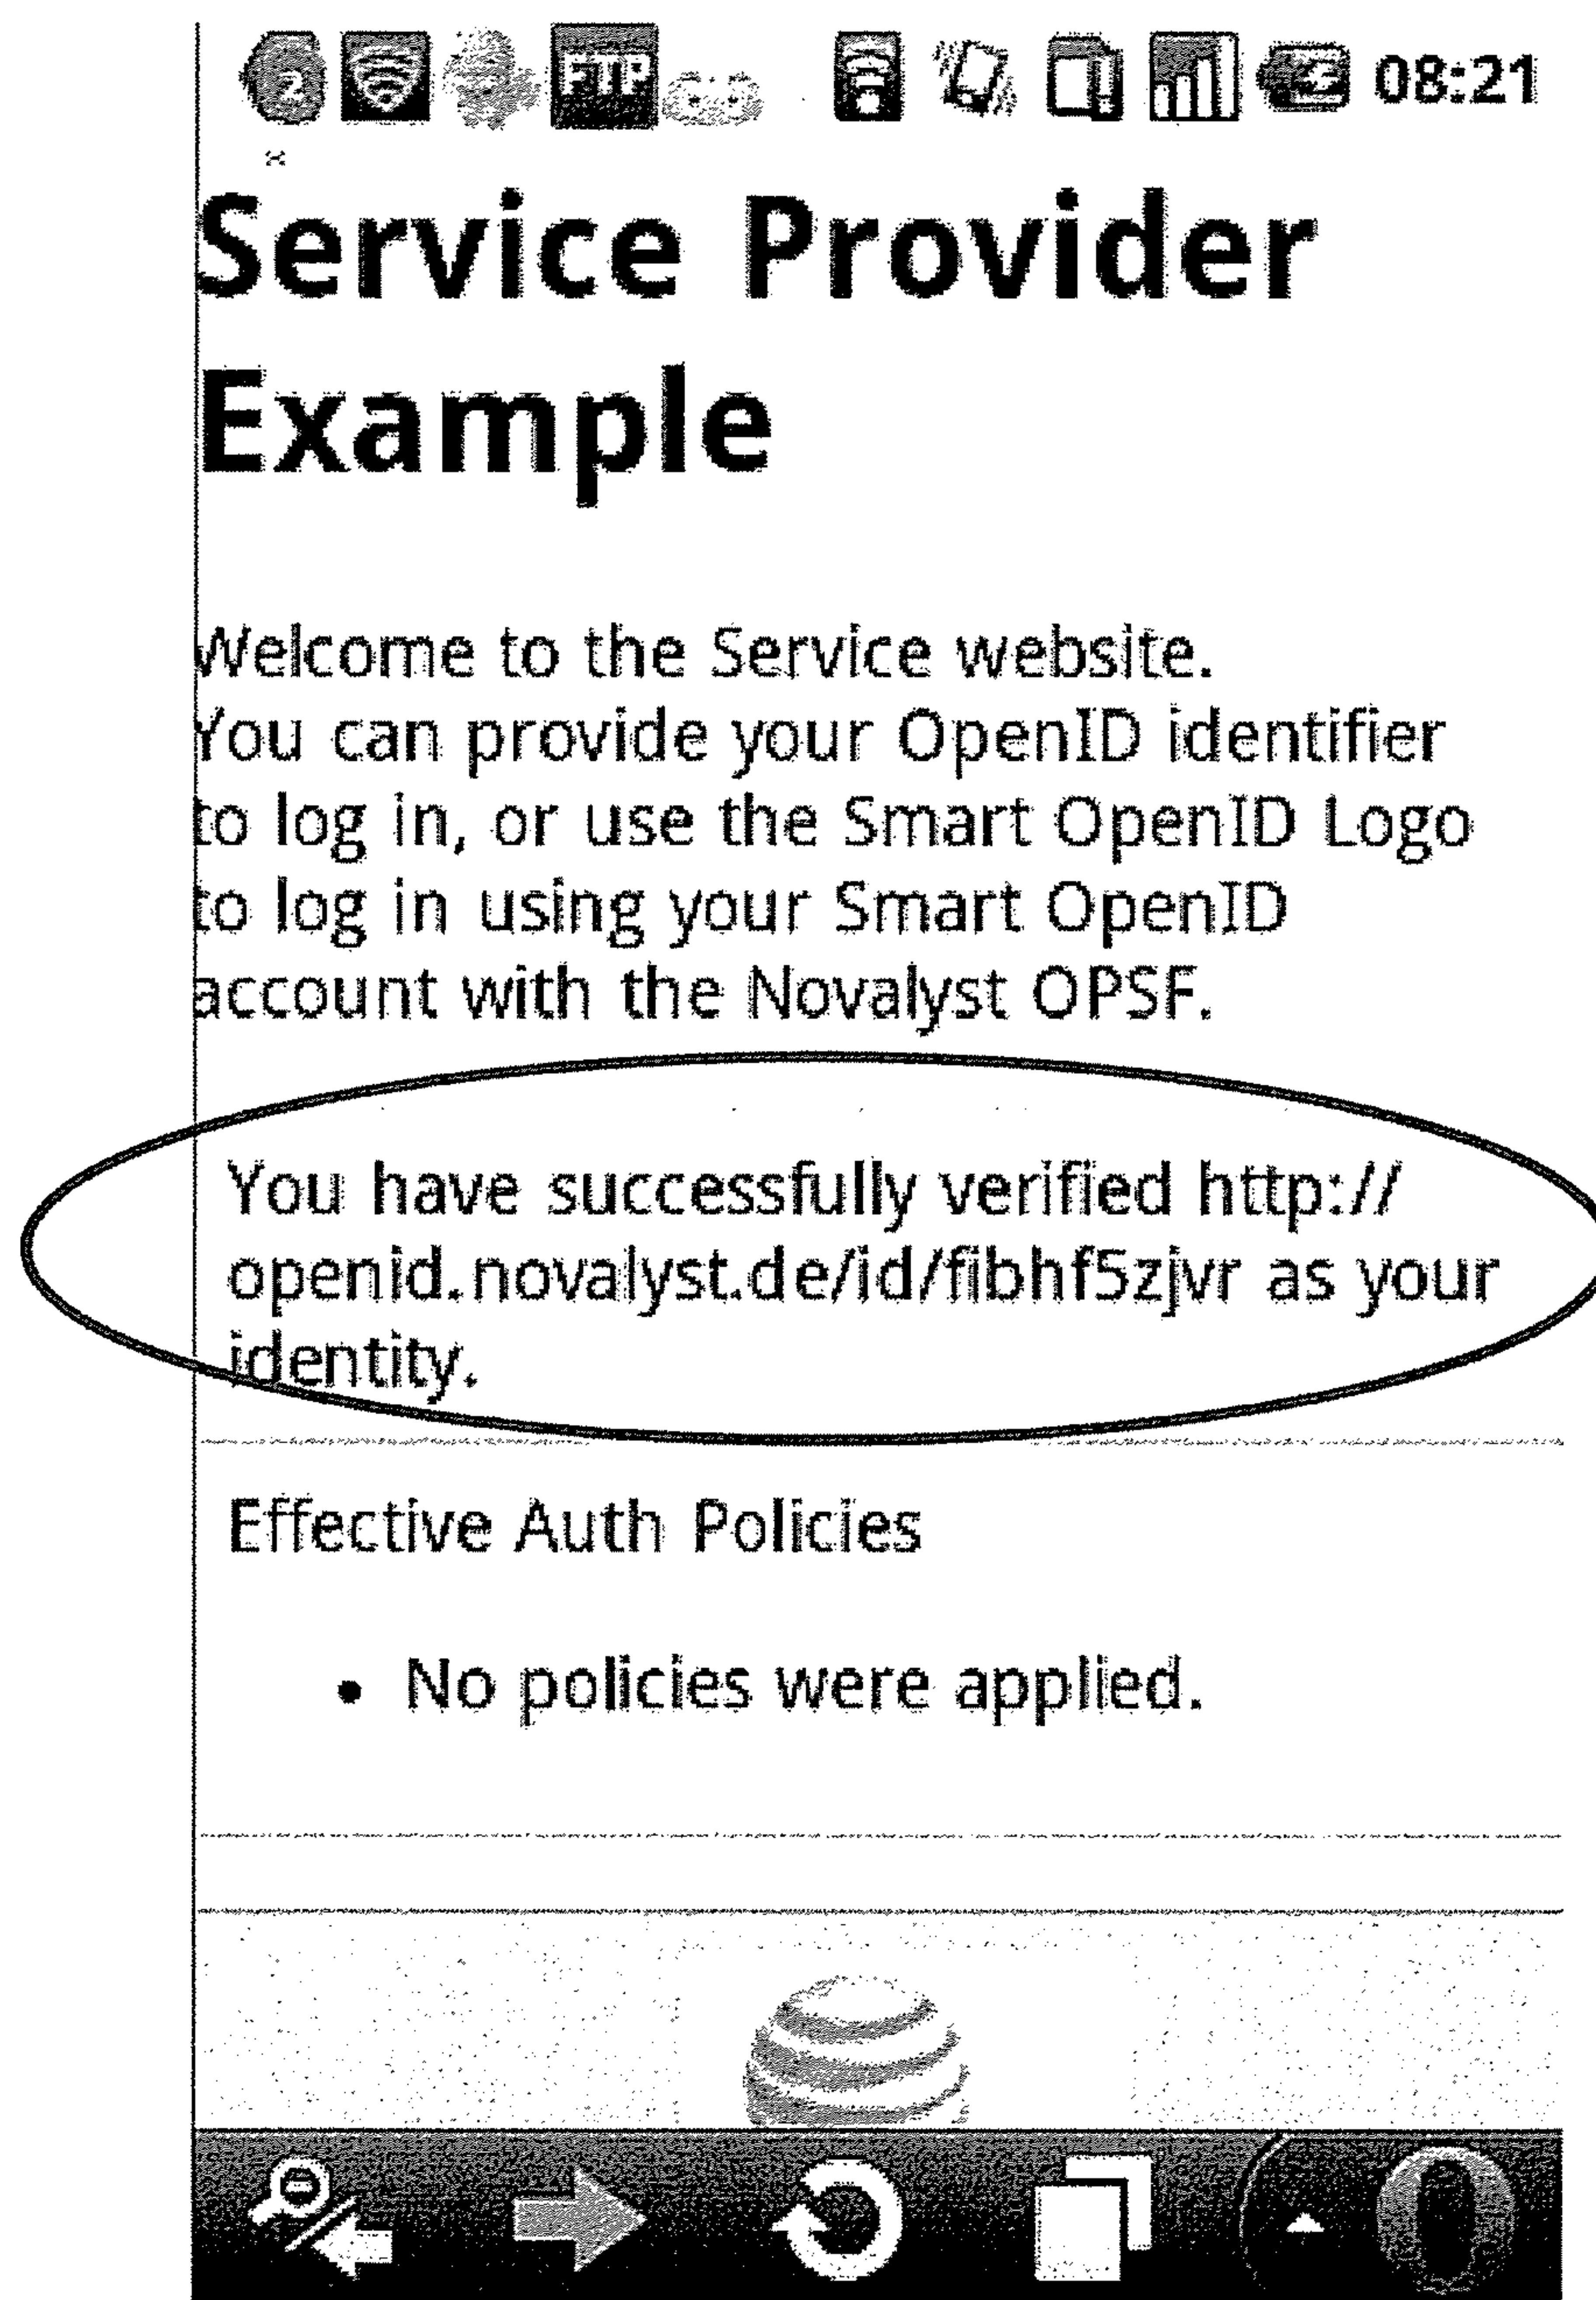 2 FTP 08:21
Service Provider
Example
Welcome to the Service website.
You can provide your OpenID identifier
to log in, or use the Smart OpenID Logo
to log in using your Smart OpenID
account with the Novalyst OPSF.
You have successfully verified http://
openid.novalyst.de/id/fibhf5zjvr as your
identity.
Effective Auth Policies
• No policies were applied.